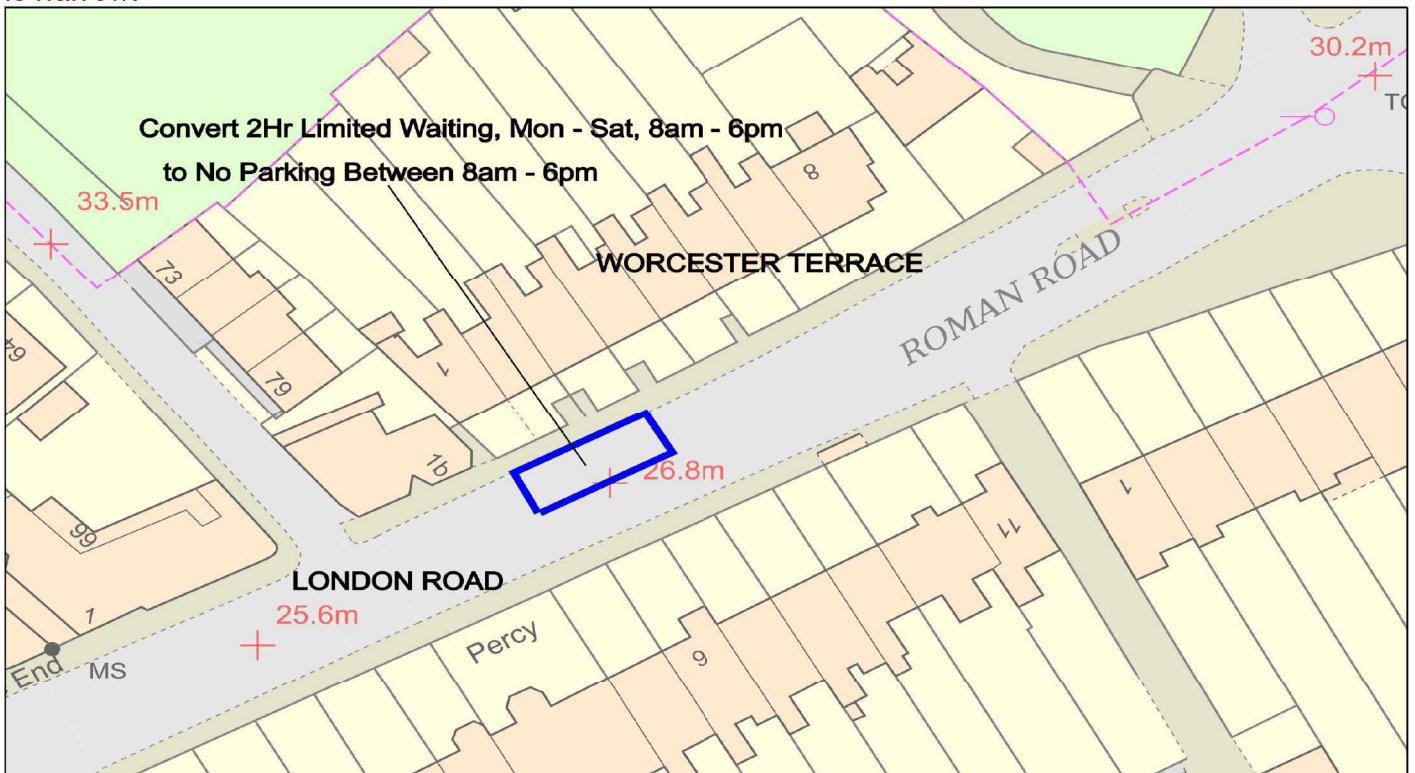 30.2m
Convert 2Hr Limited Waiting, Mon - Sat, 8am - 6pm
to No Parking Between 8am - 6pm
33.5m
8
WORCESTER TERRACE
73
ROMAN ROAD
64
79
1
1b
26.8m
1
11
66
LONDON ROAD
25.6m
1
Percy
9
End
MS